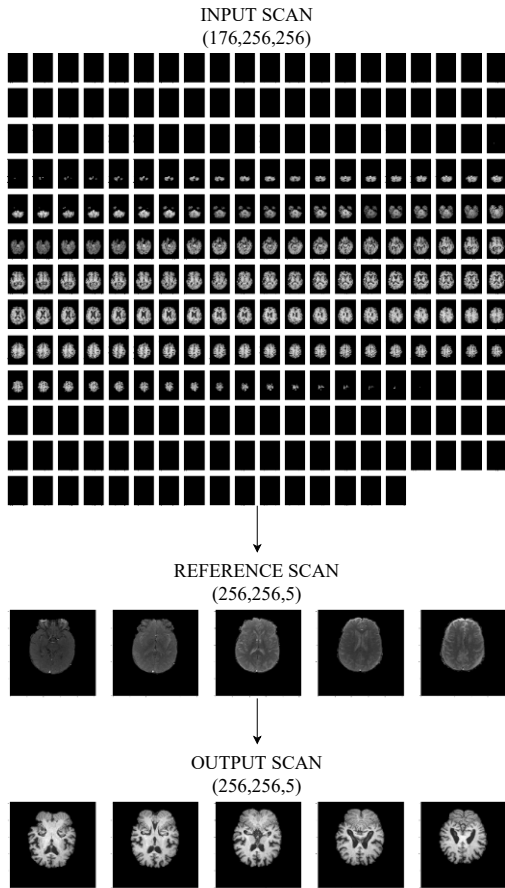 INPUT SCAN
(176,256,256)
REFERENCE SCAN
(256,256,5)
OUTPUT SCAN
(256,256,5)